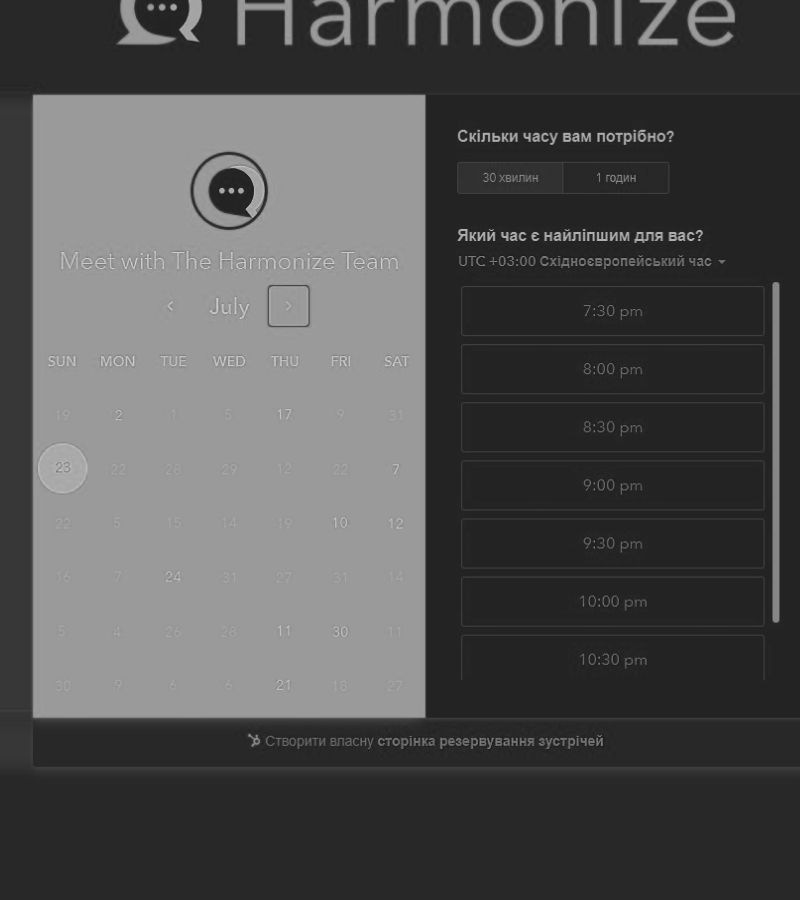 Harmonize
Meet with The Harmonize Team
July
SUN MON TUE WED THU FRI SAT
19 2 1 5 17 9 31
23 22 28 29 12 22 7
22 5 15 14 19 10 12
16 7 24 31 27 31 14
5 4 26 28 11 30 11
30 9 6 6 21 18 27
Скільки часу вам потрібно?
30 хвилин 1 годин
Який час є найліпшим для вас?
UTC +03:00 Східноєвропейський час
7:30 pm
8:00 pm
8:30 pm
9:00 pm
9:30 pm
10:00 pm
10:30 pm
Створити власну сторінка резервування зустрічей